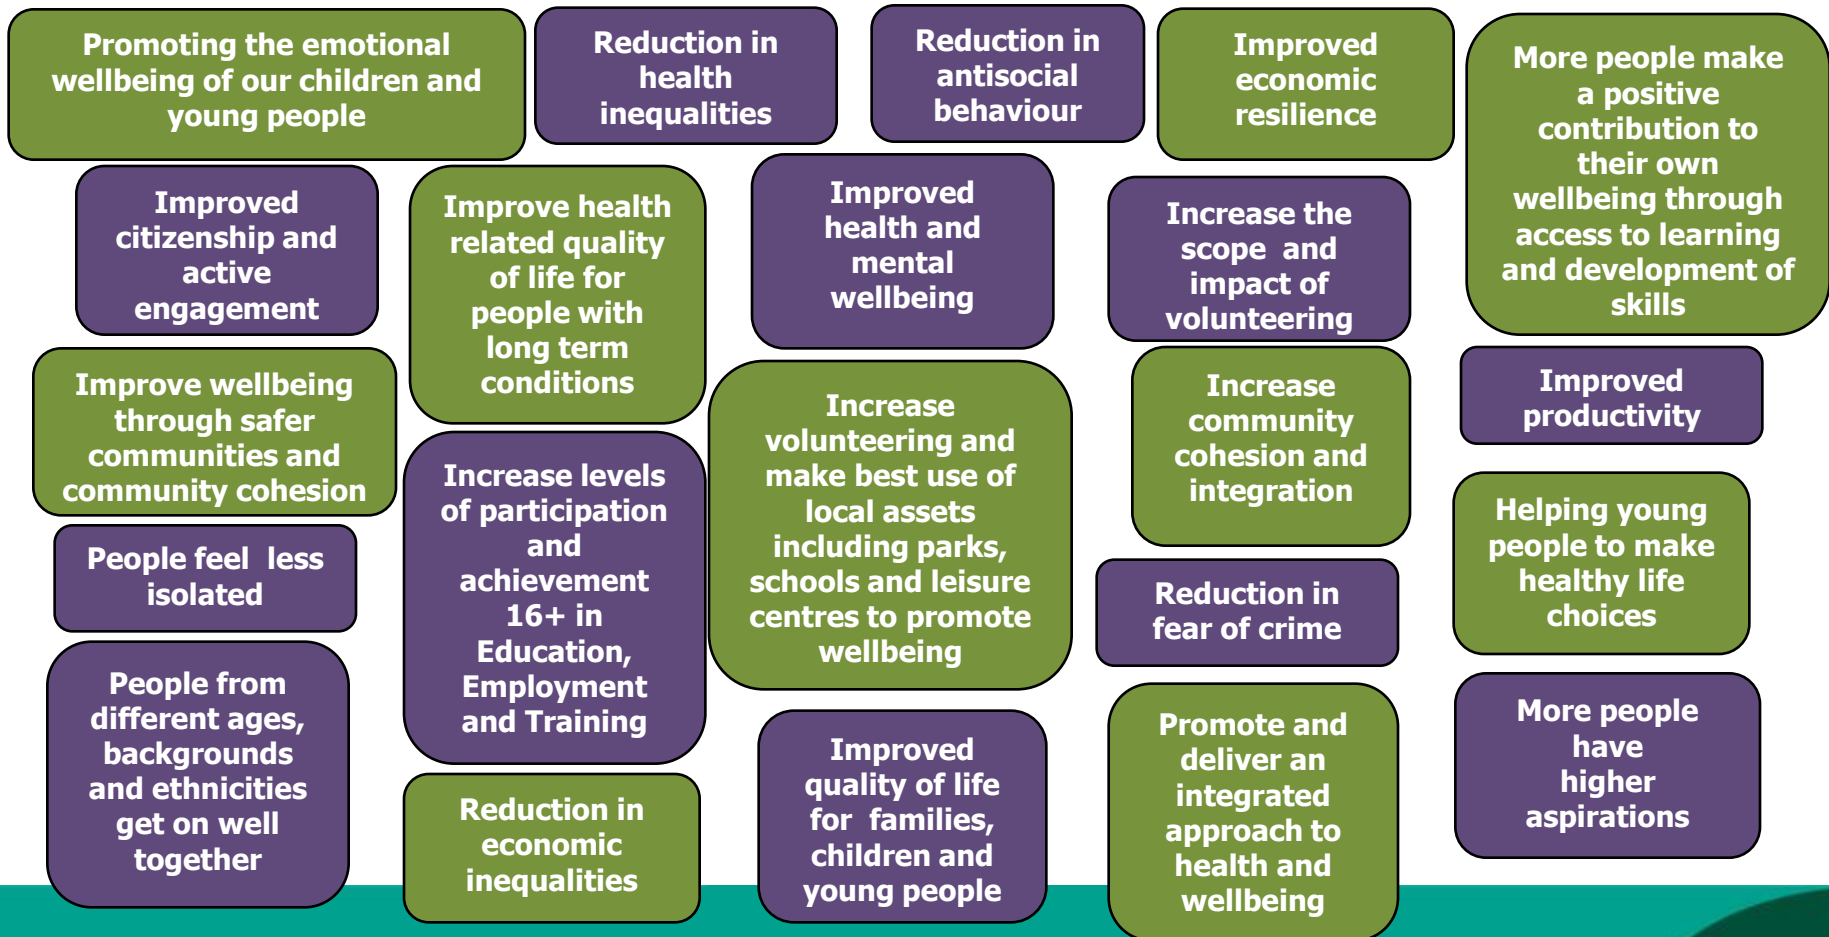 Promoting the emotional
wellbeing of our children and
young people
Reduction in
health
inequalities
Reduction in
antisocial
behaviour
Improved
economic
resilience
More people make
a positive
contribution to
their own
wellbeing through
access to learning
and development of
skills
Improved
citizenship and
active
engagement
Improve health
related quality
of life for
people with
long term
conditions
Improved
health and
mental
wellbeing
Increase the
scope and
impact of
volunteering
Improve wellbeing
through safer
communities and
community cohesion
Increase
volunteering and
make best use of
local assets
including parks,
schools and leisure
centres to promote
wellbeing
Increase
community
cohesion and
integration
Improved
productivity
Increase levels
of participation
and
achievement
16+ in
Education,
Employment
and Training
Helping young
people to make
healthy life
choices
People feel less
isolated
Reduction in
fear of crime
People from
different ages,
backgrounds
and ethnicities
get on well
together
Reduction in
economic
inequalities
Improved
quality of life
for families,
children and
young people
Promote and
deliver an
integrated
approach to
health and
wellbeing
More people
have
higher
aspirations